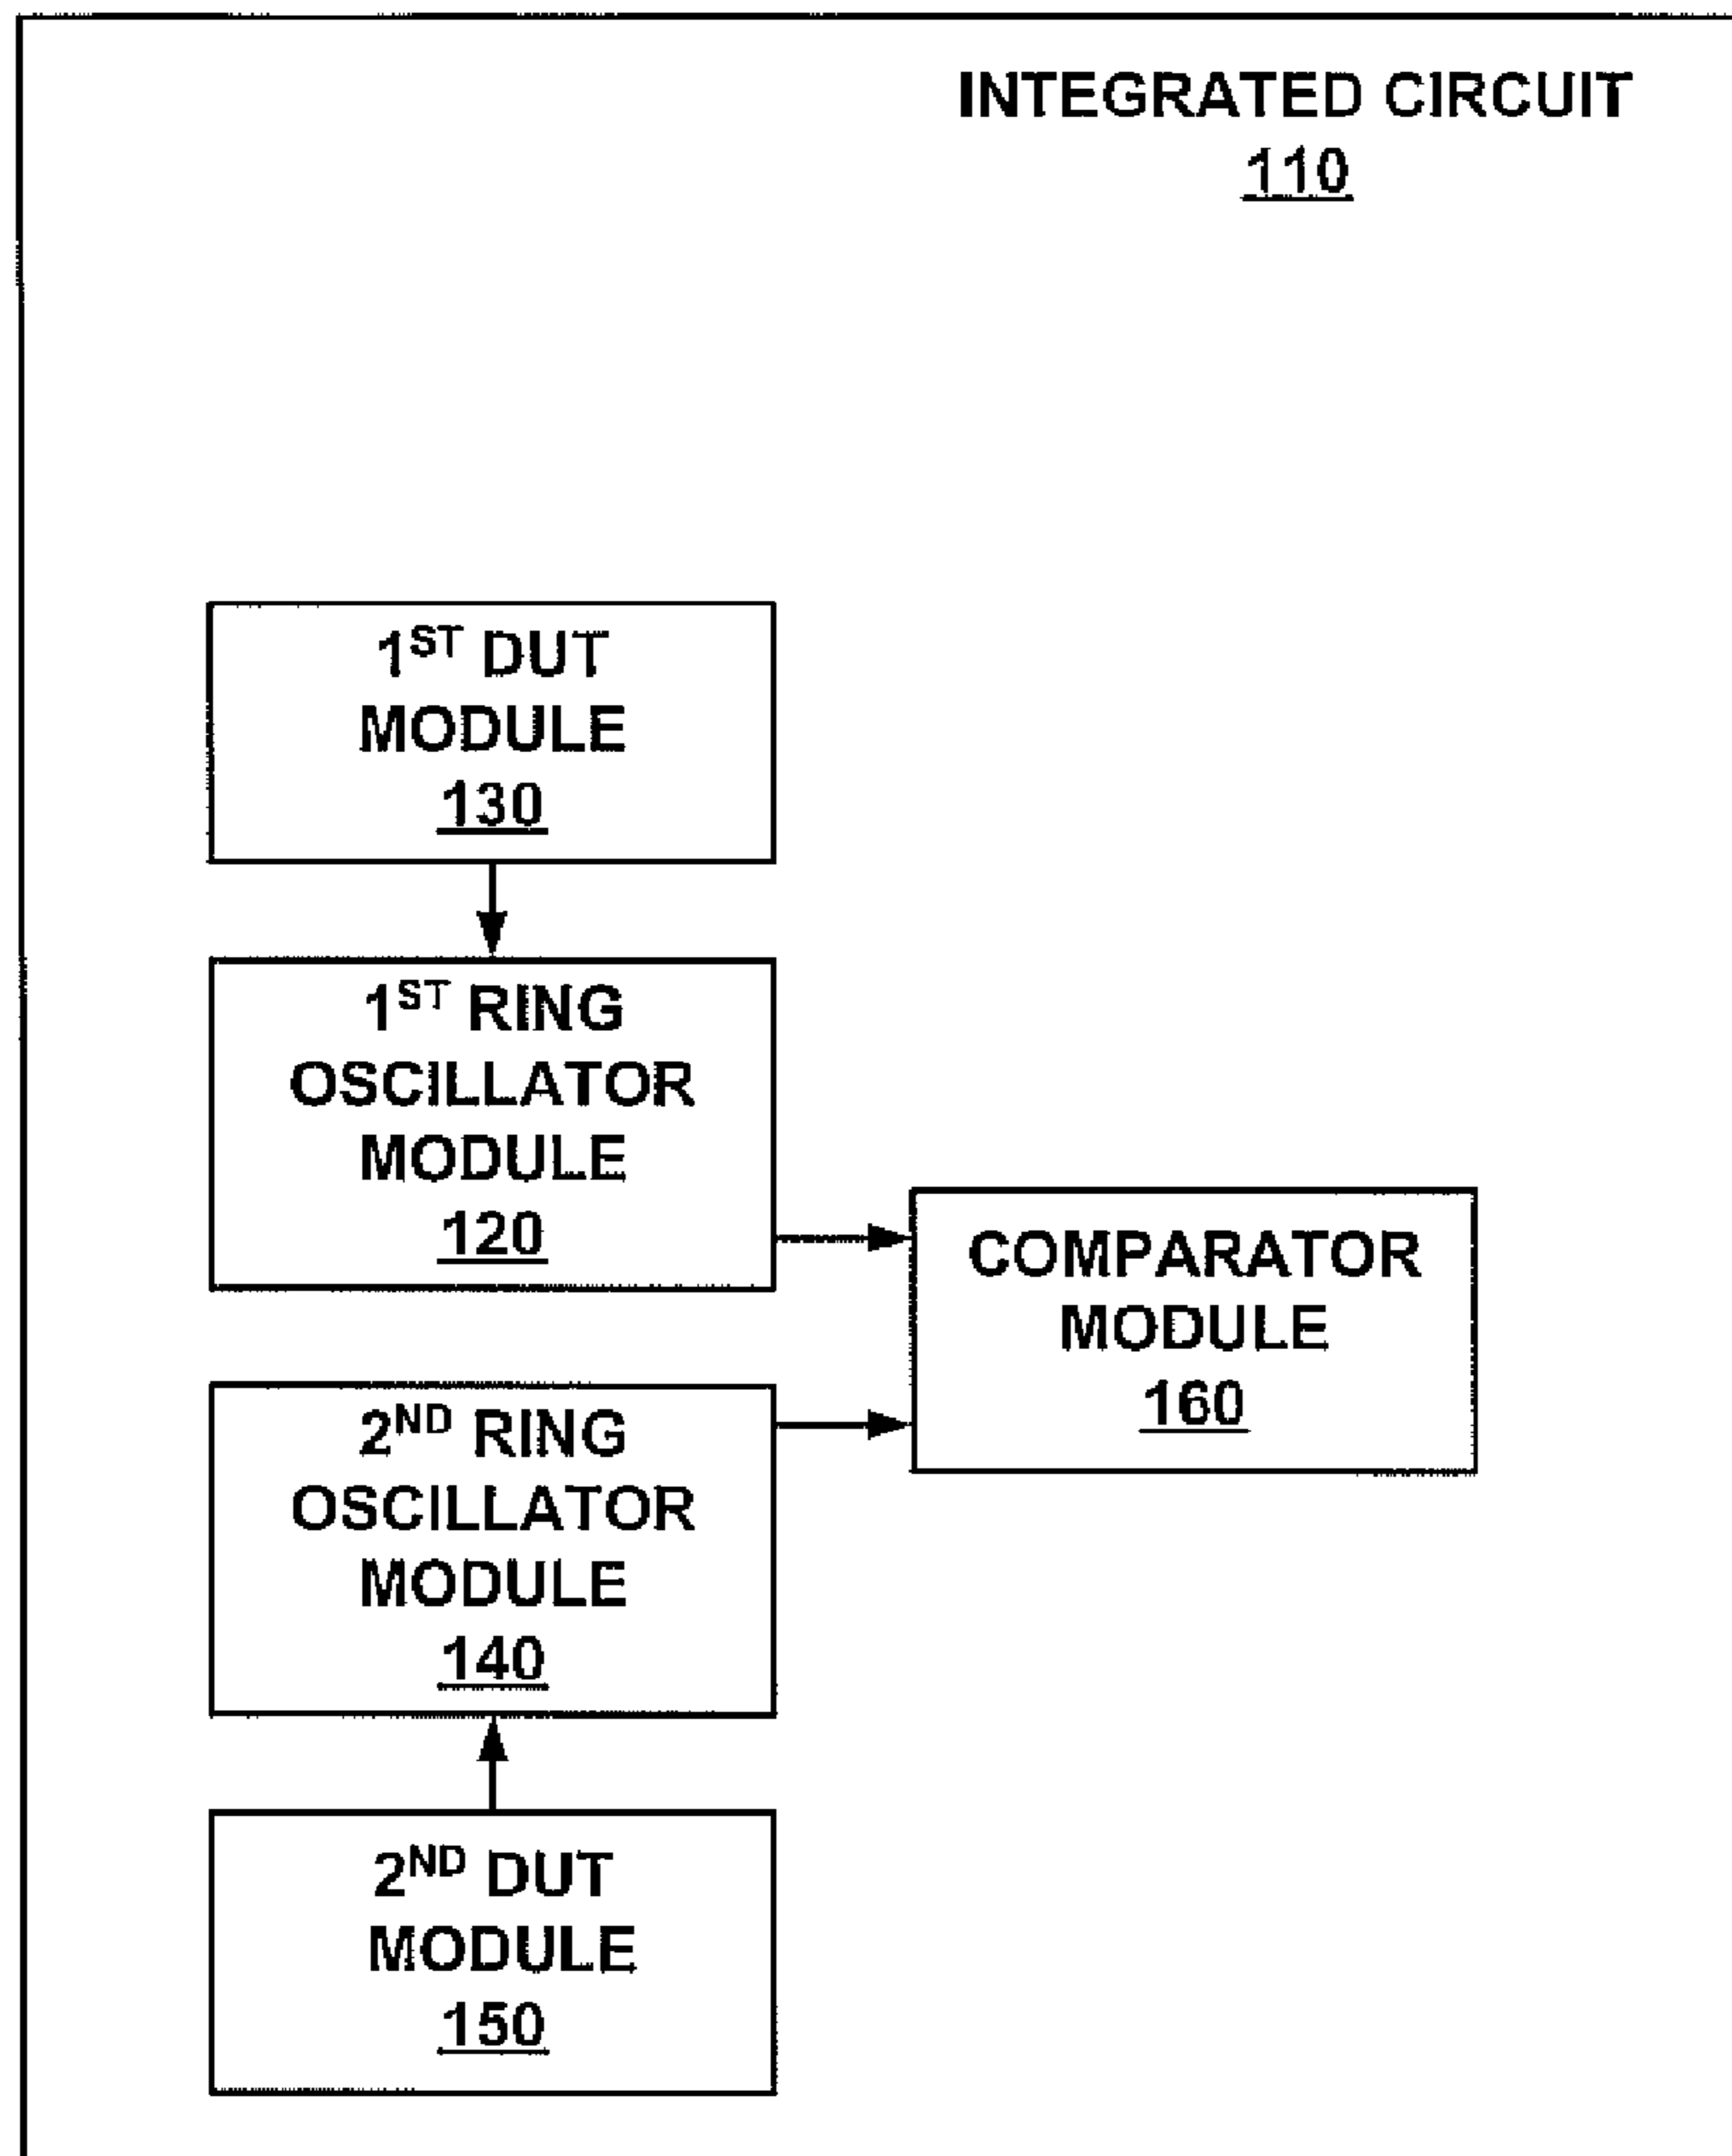 INTEGRATED CIRCUIT
110
1ST DUT
MODULE
130
1ST RING
OSCILLATOR
MODULE
120
COMPARATOR
MODULE
160
2ND RING
OSCILLATOR
MODULE
140
2ND DUT
MODULE
150